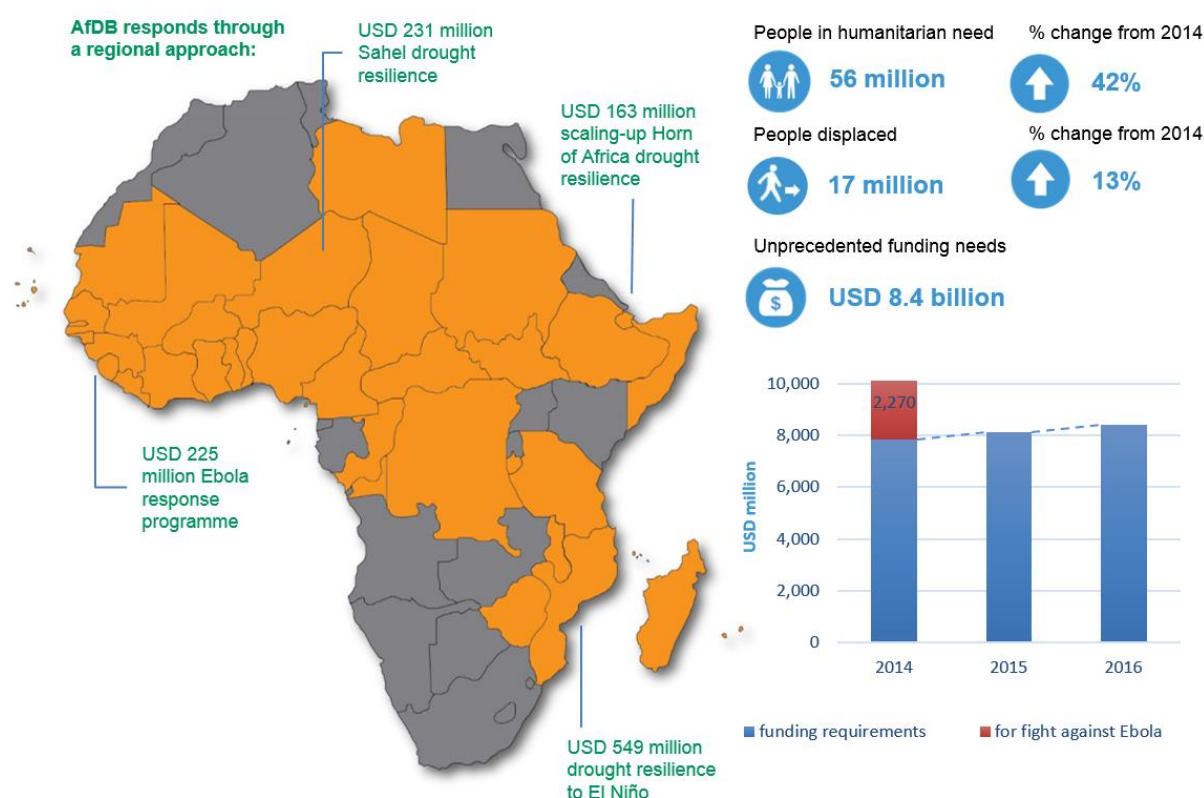 AfDB responds through
a regional approach:
USD 231 million
Sahel drought
resilience
USD 163 million
scaling-up Horn
of Africa drought
resilience
USD 225
million Ebola
response
programme
USD 549 million
drought resilience
to El Niño
People in humanitarian need
% change from 2014
56 million
42%
People displaced
% change from 2014
17 million
13%
Unprecedented funding needs
$
USD 8.4 billion
USD million
10,000
8,000
6,000
4,000
2,000
0
2,270
2014
2015
2016
funding requirements
for fight against Ebola